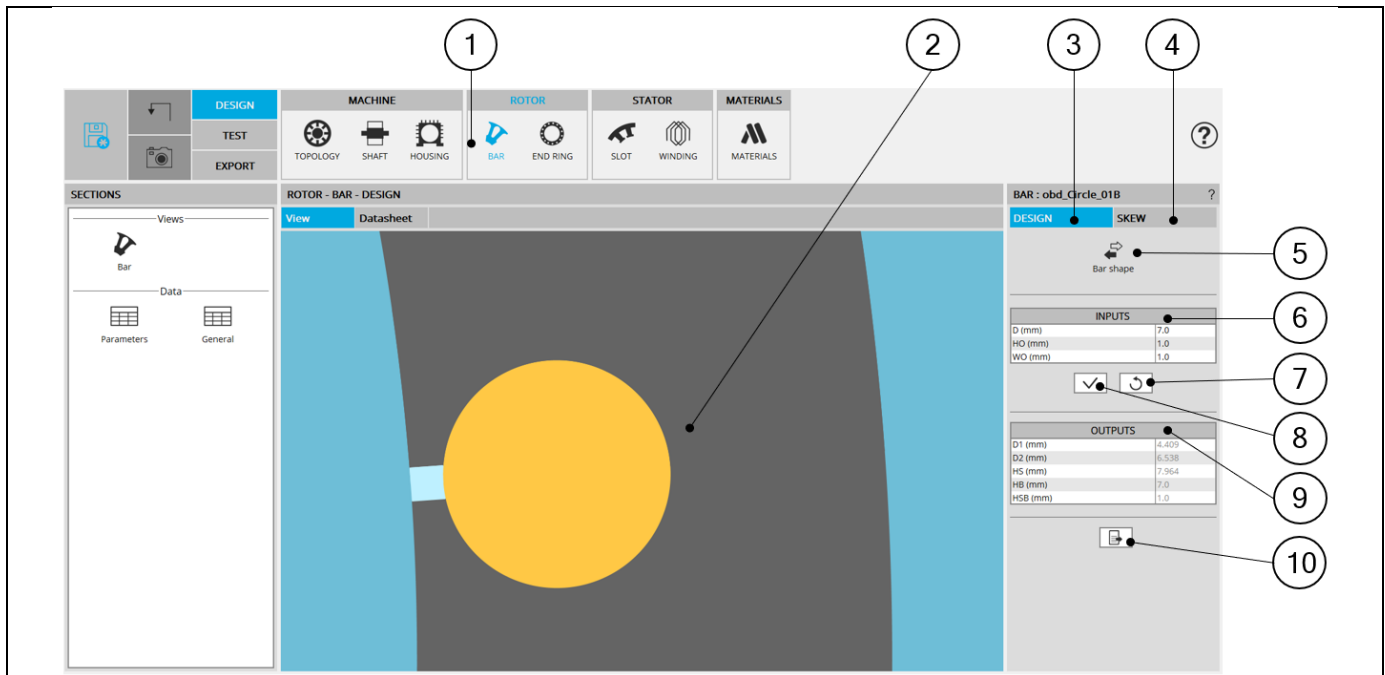 1
2
3
4
DESIGN
TEST
EXPORT
MACHINE
ROTOR
STATOR
MATERIALS
TOPOLOGY
SHAFT
HOUSING
BAR
END RING
SLOT
WINDING
MATERIALS
?
SECTIONS
Views
Bar
Data
Parameters
General
ROTOR - BAR - DESIGN
View
Datasheet
BAR : obd_Circle_01B
?
DESIGN
SKEW
Bar shape
5
INPUTS
6
D (mm) 7.0
HO (mm) 1.0
WO (mm) 1.0
7
8
OUTPUTS
D1 (mm) 4.409
D2 (mm) 6.538
HS (mm) 7.964
HB (mm) 7.0
HSB (mm) 1.0
9
10